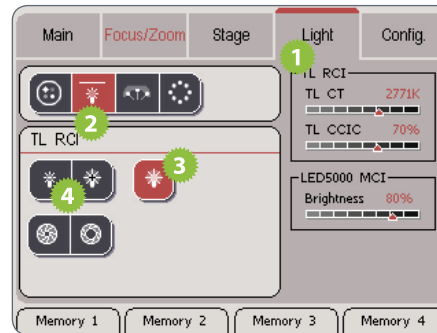 Main Focus/Zoom Stage Light Config.
1
TL RCI
TL CT 2771K
TL CCIC 70%
2
TL RCI
3
4
LED5000 MCI
Brightness 80%
Memory 1 Memory 2 Memory 3 Memory 4